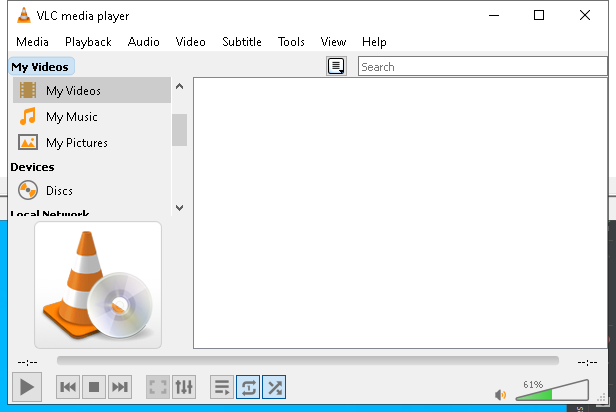 VLC media player
Media Playback Audio Video Subtitle Tools View Help
My Videos
Search
My Videos
My Music
My Pictures
Devices
Discs
Local Network
--:-- --:--
61%